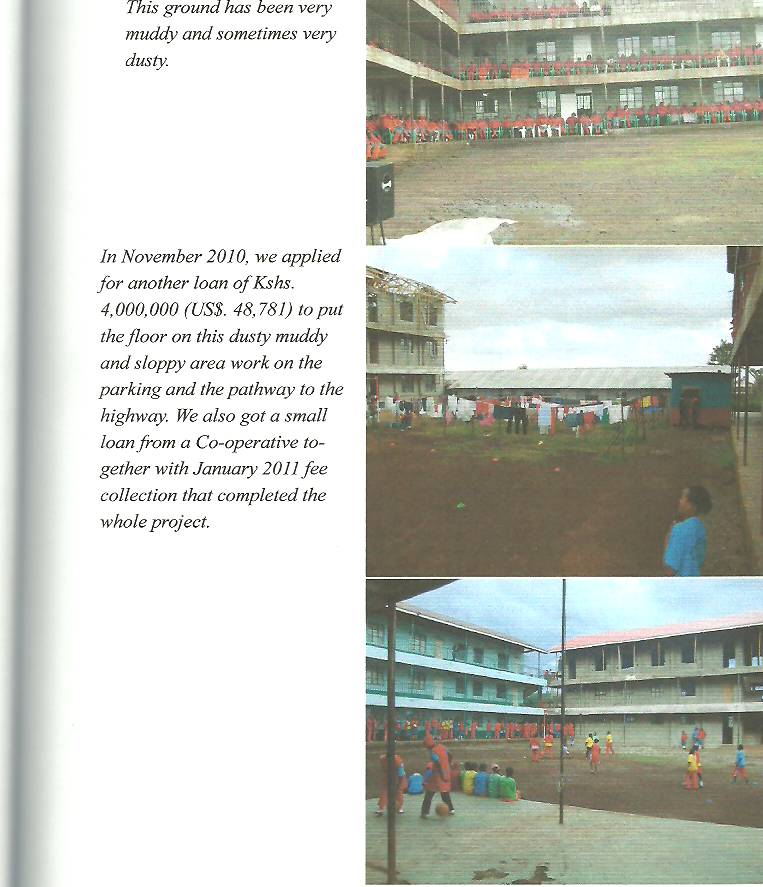 This ground has been very
muddy and sometimes very
dusty.
In November 2010, we applied
for another loan of Kshs.
4,000,000 (US$. 48,781) to put
the floor on this dusty muddy
and sloppy area work on the
parking and the pathway to the
highway. We also got a small
loan from a Co-operative to-
gether with January 2011 fee
collection that completed the
whole project.